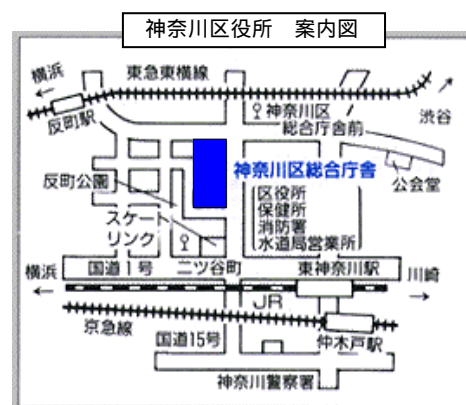 神奈川区役所　案内図
横浜
東急東横線
反町駅
神奈川区
総合庁舎前
渋谷
反町公園
神奈川区総合庁舎
公会堂
区役所
保健所
消防署
水道局営業所
スケート
リンク
横浜
国道1号
二ツ谷町
東神奈川駅
川崎
JR
京急線
国道15号
仲木戸駅
神奈川警察署